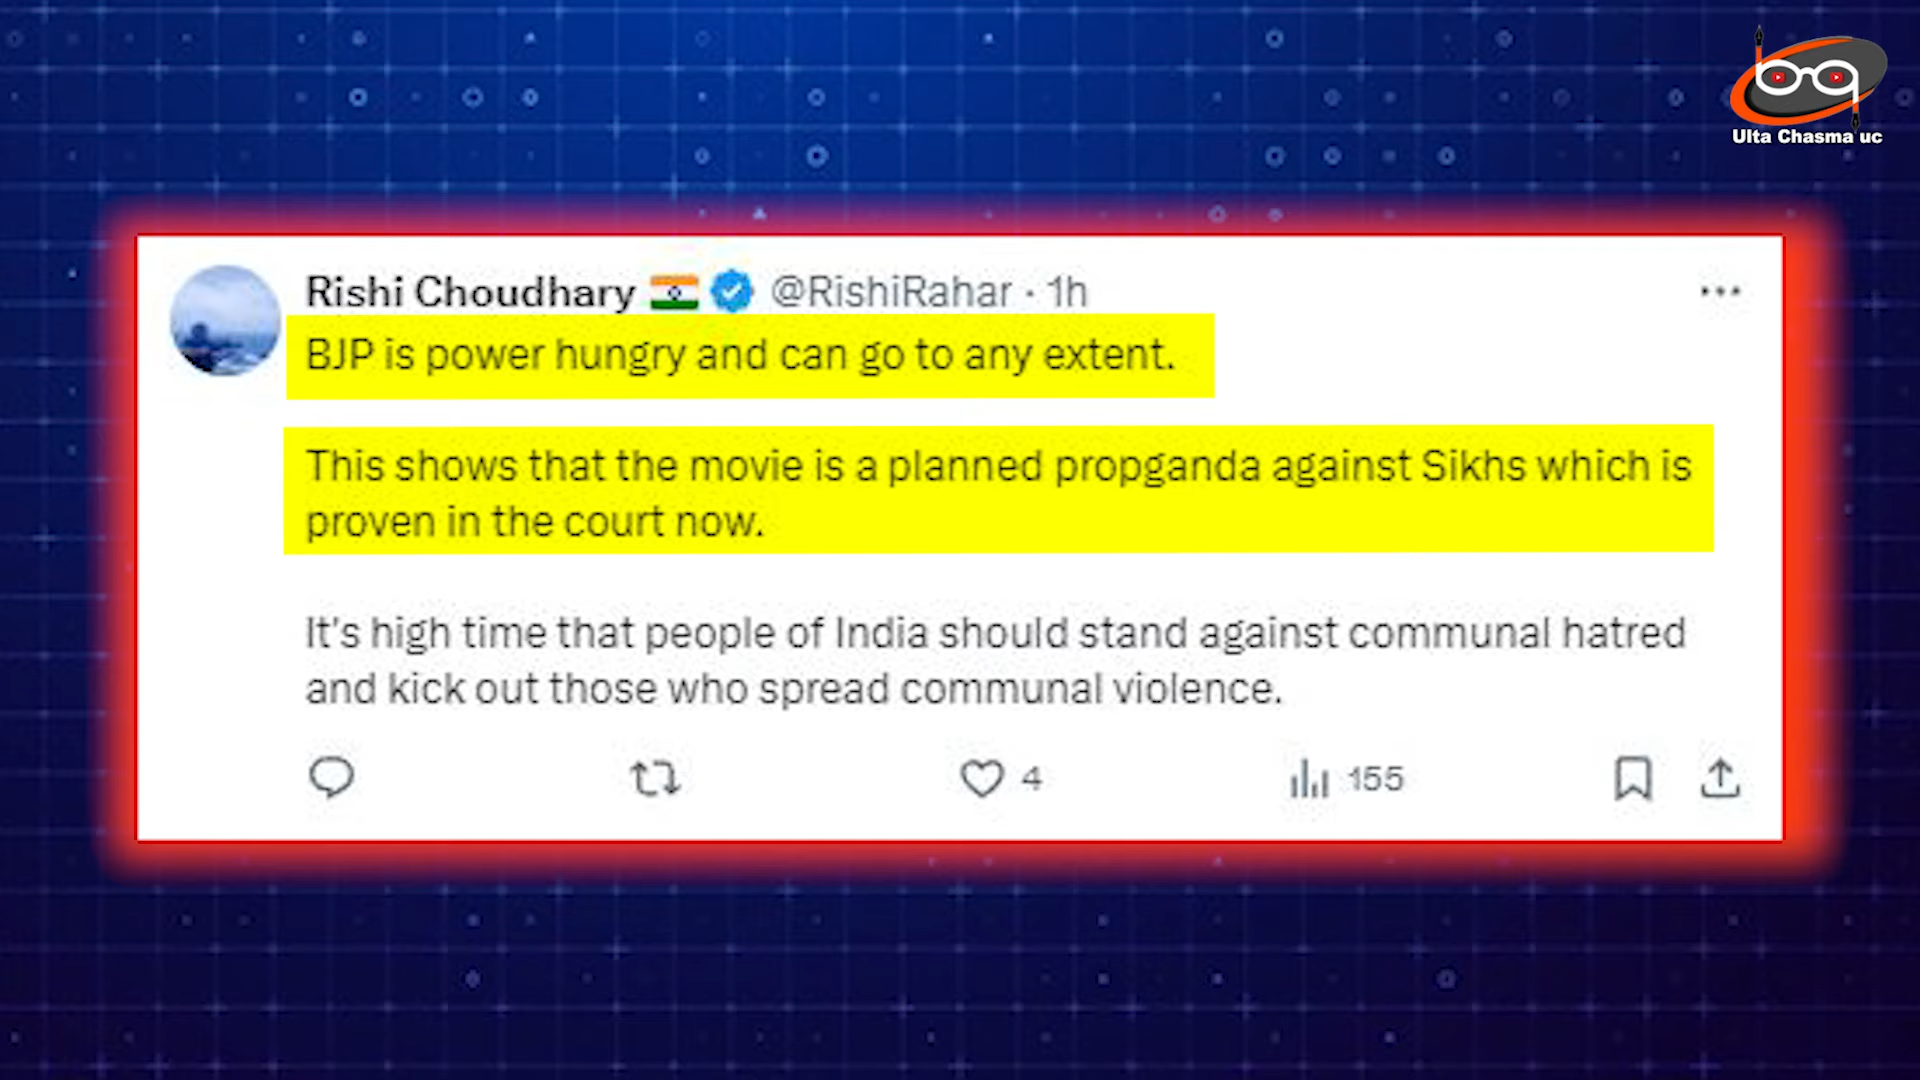 Ulta Chasma uc
Rishi Choudhary @RishiRahar · 1h
BJP is power hungry and can go to any extent.
This shows that the movie is a planned propganda against Sikhs which is
proven in the court now.
It's high time that people of India should stand against communal hatred
and kick out those who spread communal violence.
4 155